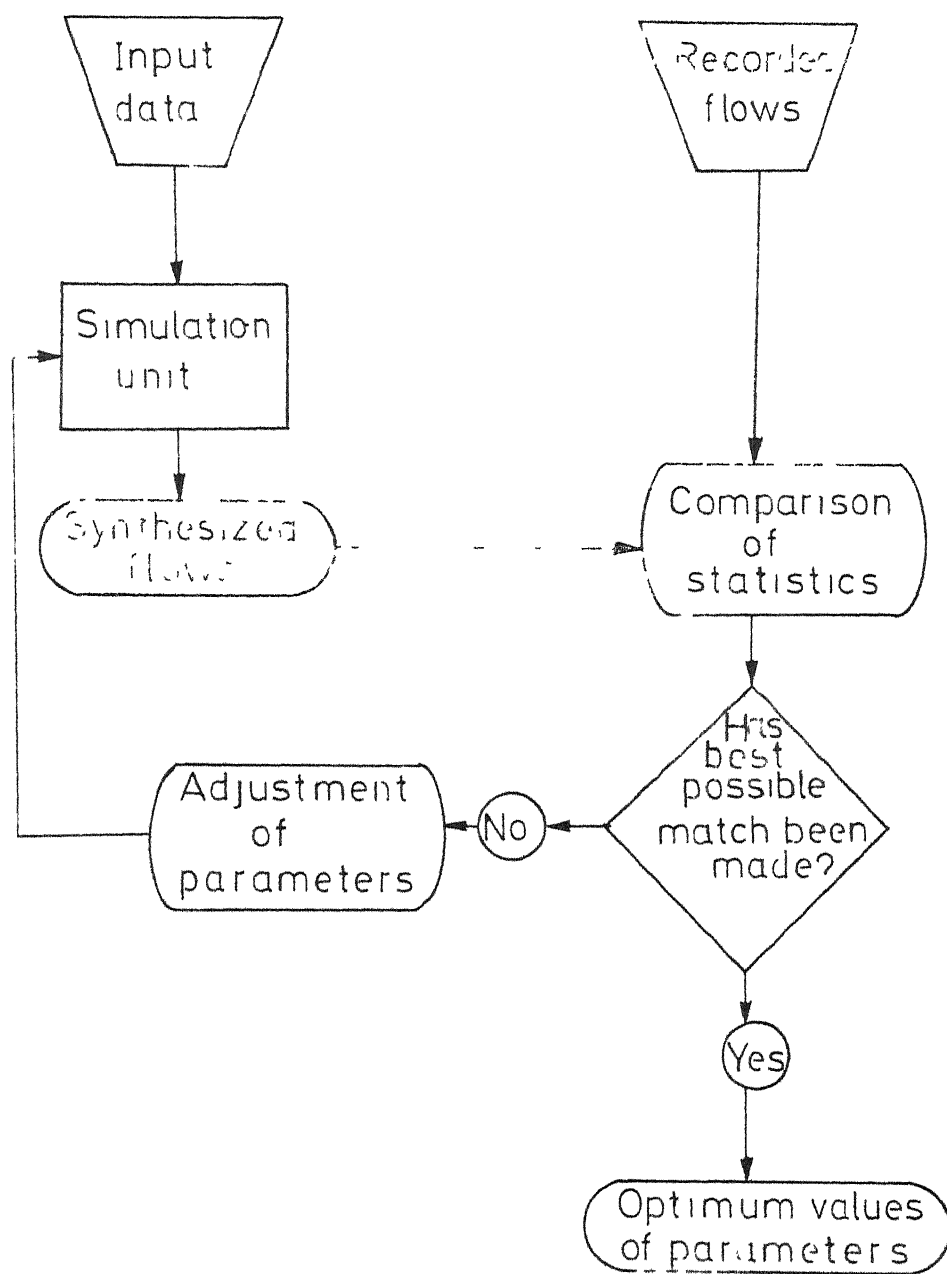 Input
data
Recorded
flows
Simulation
unit
Synthesized
flows
Comparison
of
statistics
Has
best
possible
match been
made?
No
Adjustment
of
parameters
Yes
Optimum values
of parameters